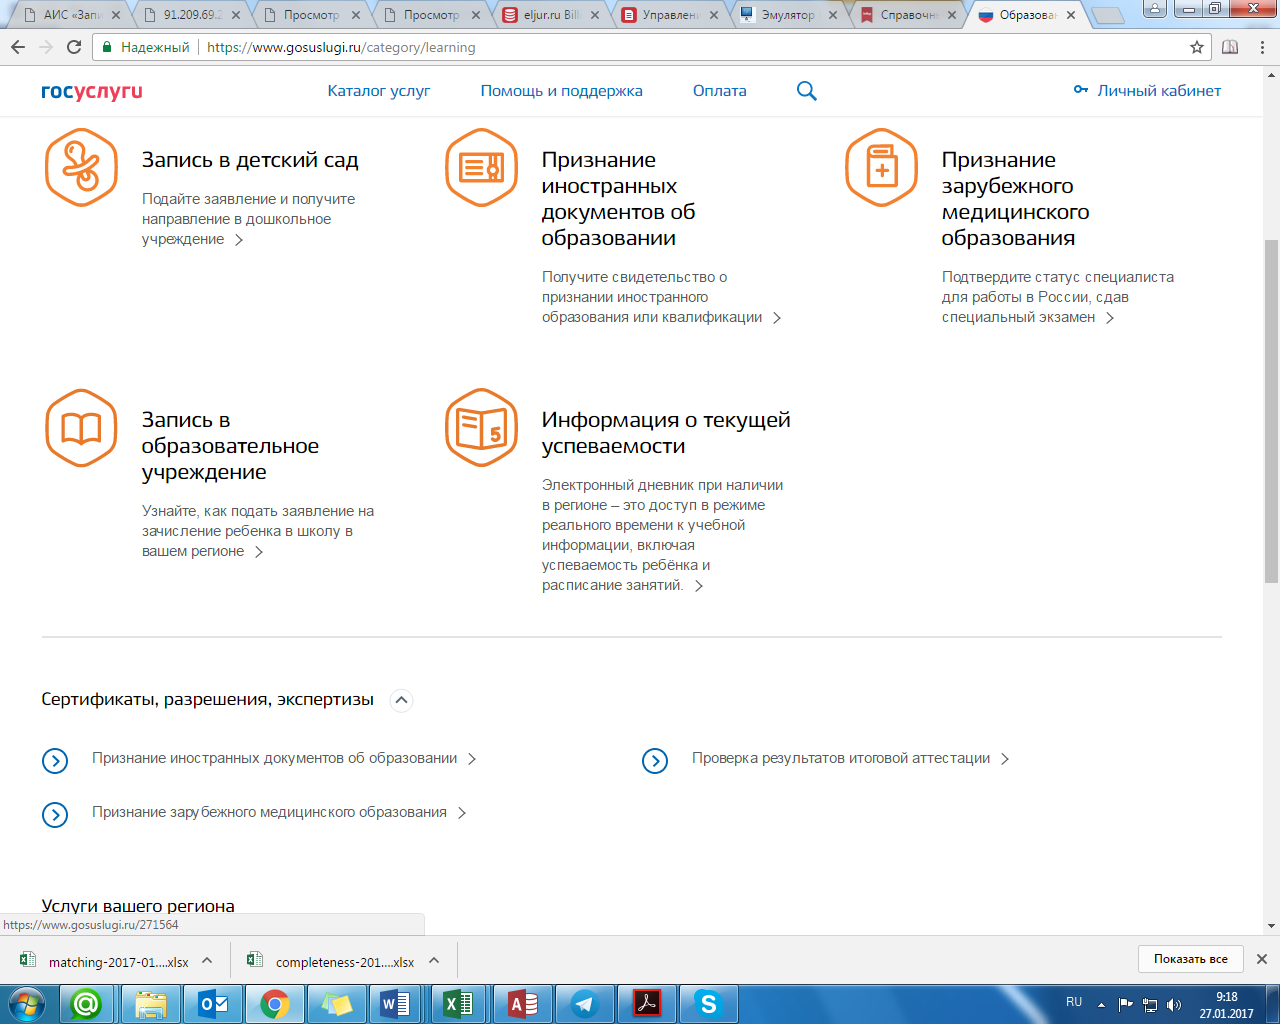 АИС «Запи
91.209.69.2
Просмотр
Просмотр
eljur.ru Bill
Управлени
Эмулятор
Справочни
Образован
Надежный
https://www.gosuslugi.ru/category/learning
госуслуги
Каталог услуг
Помощь и поддержка
Оплата
Личный кабинет
Запись в детский сад
Подайте заявление и получите
направление в дошкольное
учреждение
Признание
иностранных
документов об
образовании
Получите свидетельство о
признании иностранного
образования или квалификации
Признание
зарубежного
медицинского
образования
Подтвердите статус специалиста
для работы в России, сдав
специальный экзамен
Запись в
образовательное
учреждение
Узнайте, как подать заявление на
зачисление ребенка в школу в
вашем регионе
5
Информация о текущей
успеваемости
Электронный дневник при наличии
в регионе – это доступ в режиме
реального времени к учебной
информации, включая
успеваемость ребёнка и
расписание занятий.
Сертификаты, разрешения, экспертизы
Признание иностранных документов об образовании
Проверка результатов итоговой аттестации
Признание зарубежного медицинского образования
Услуги вашего региона
https://www.gosuslugi.ru/271564
matching-2017-01....xlsx
completeness-201....xlsx
Показать все
RU
9:18
27.01.2017